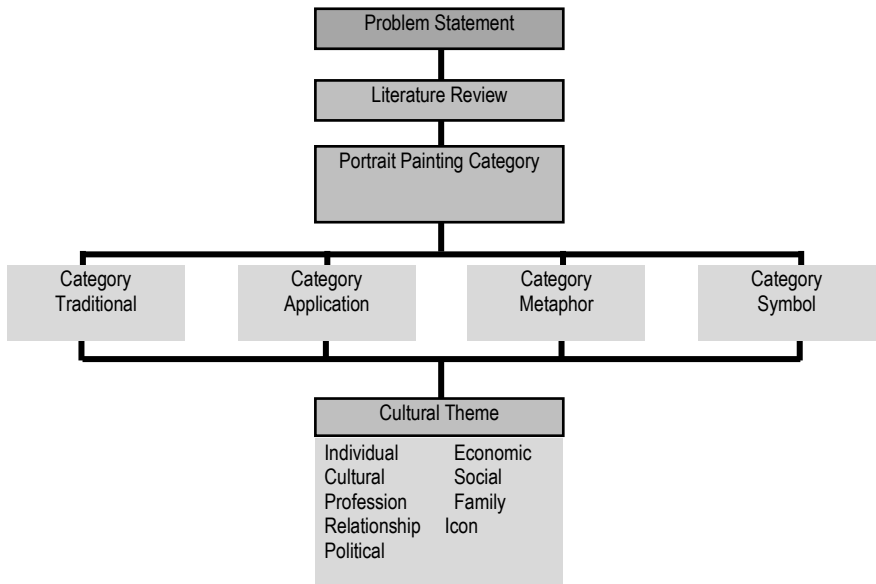 Problem Statement
Literature Review
Portrait Painting Category
Category
Traditional
Category
Application
Category
Metaphor
Category
Symbol
Cultural Theme
Individual Economic
Cultural Social
Profession Family
Relationship Icon
Political